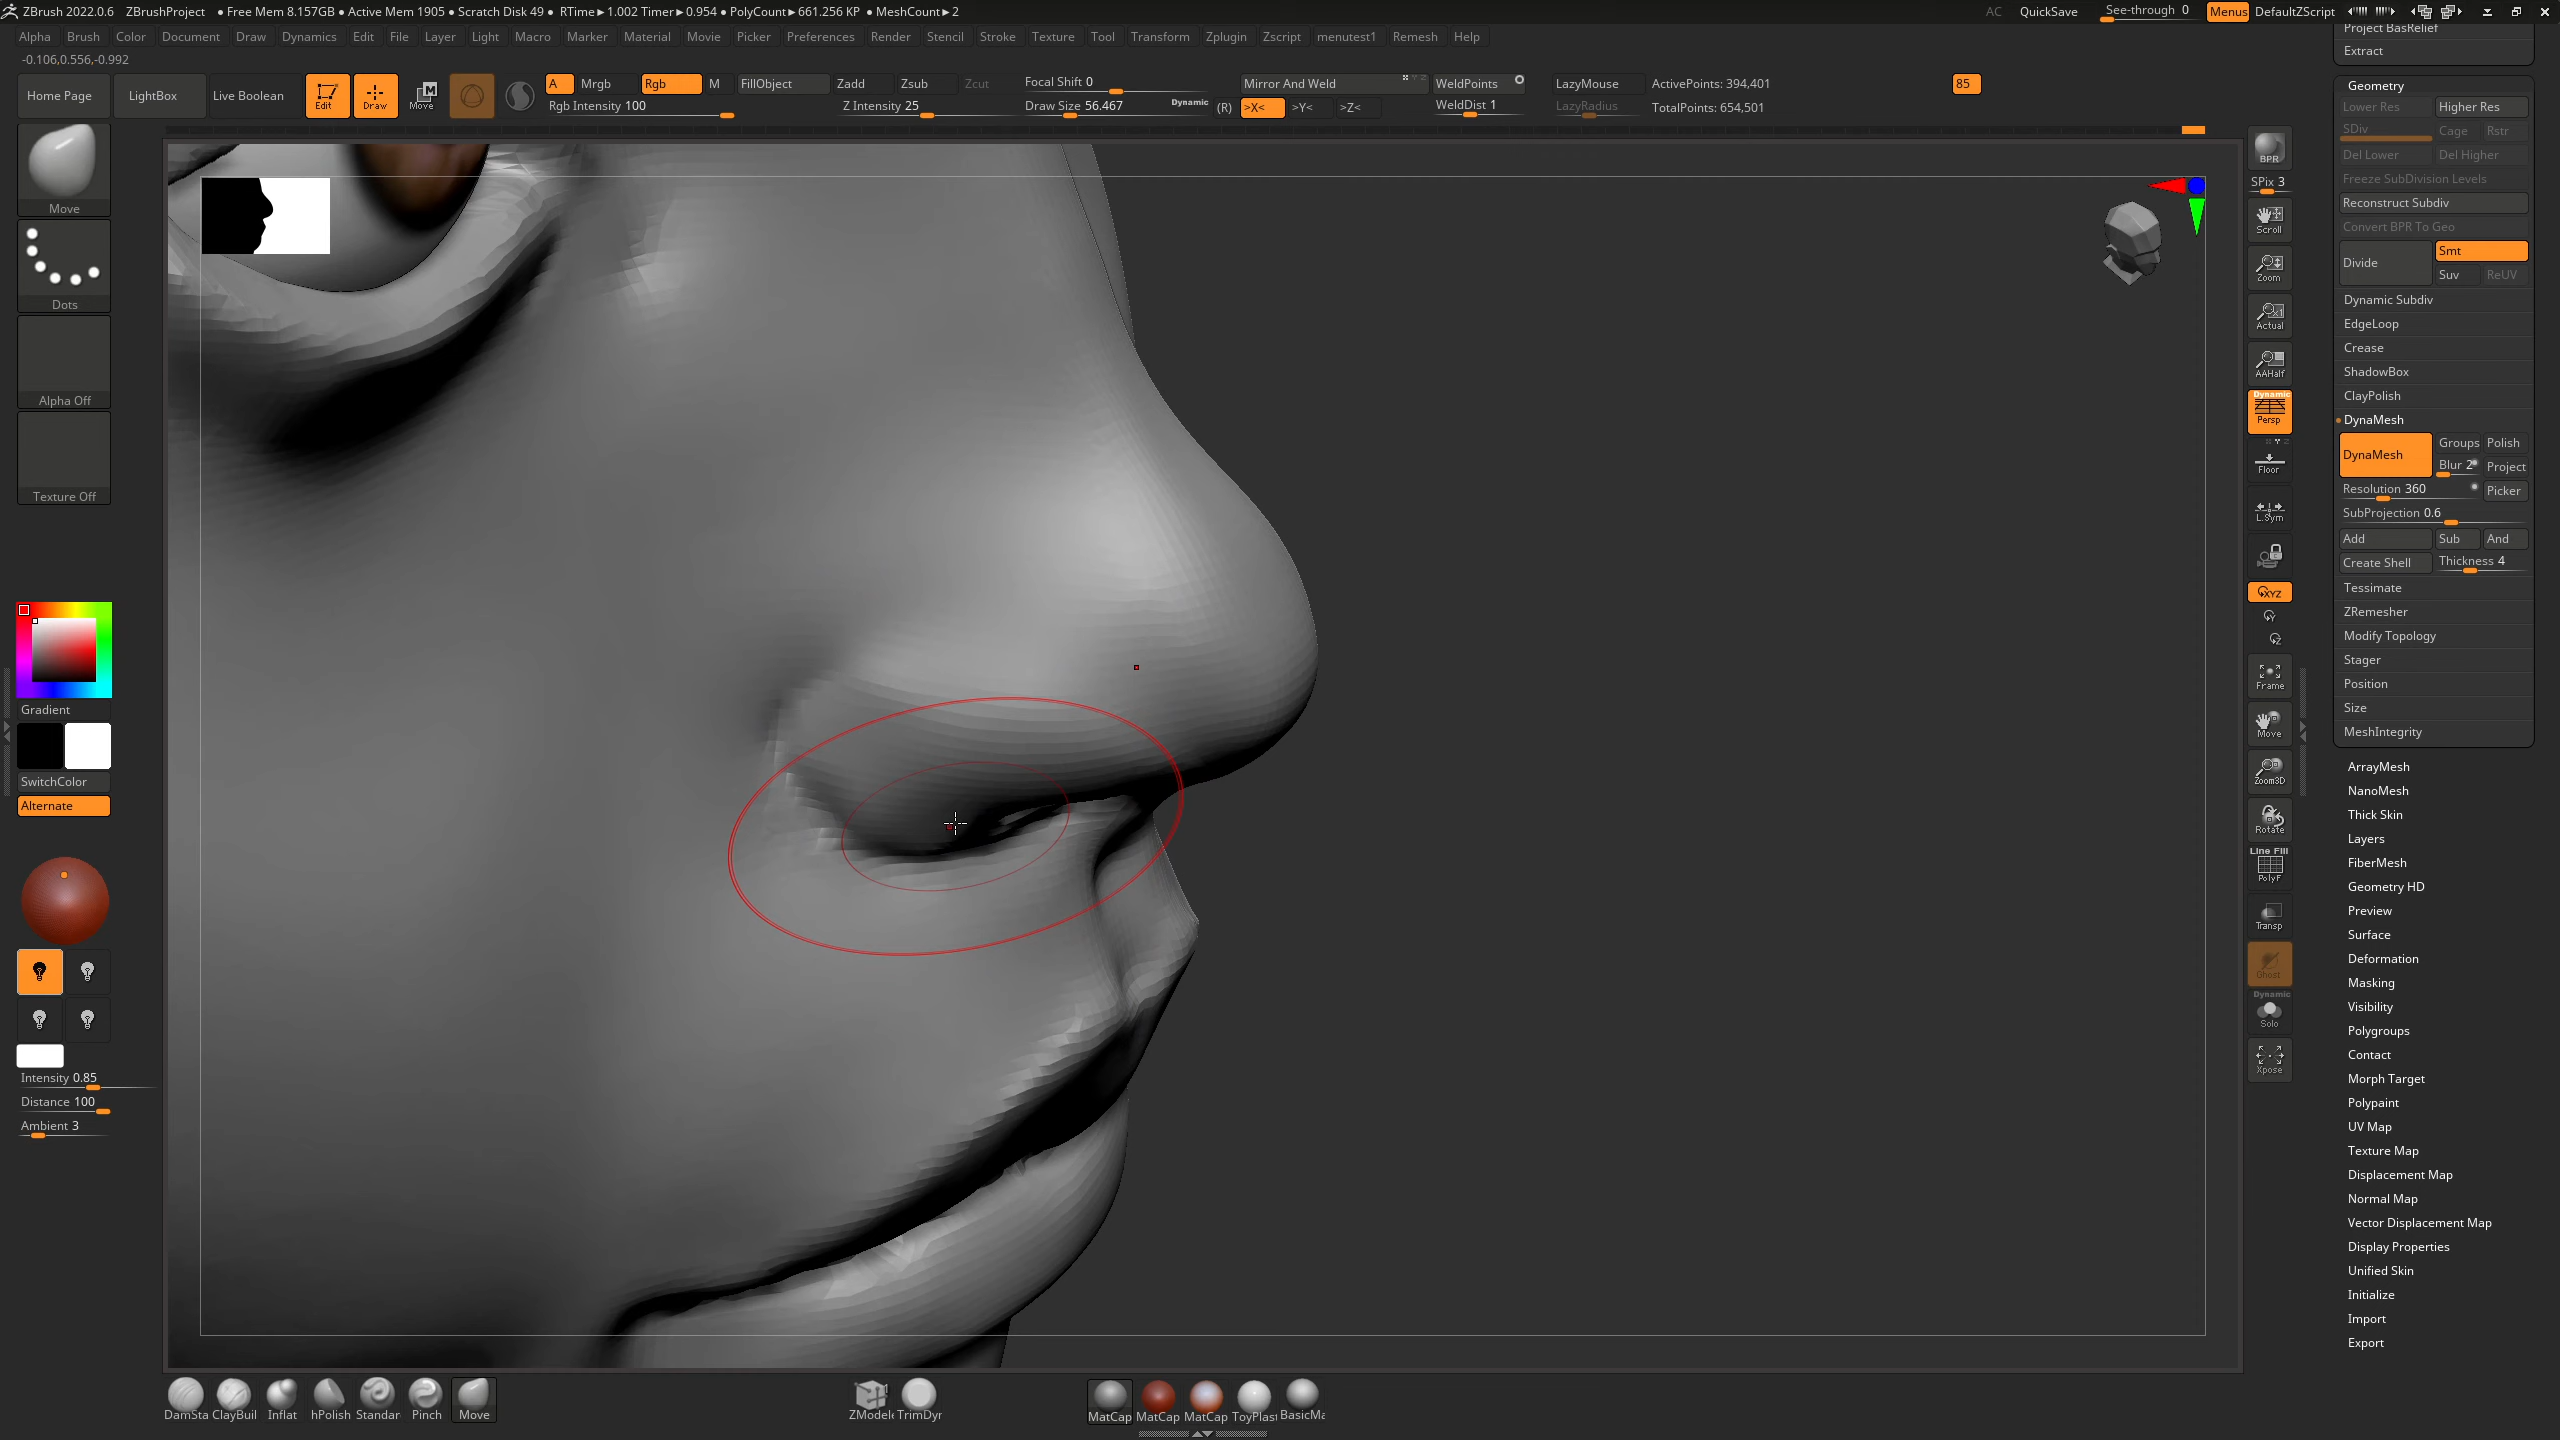 ZBrush 2022.0.6 ZBrushProject • Free Mem 8.157GB • Active Mem 1905 • Scratch Disk 49 • RTime►1.002 Timer►0.954 • PolyCount►661.256 KP • MeshCount►2 AC QuickSave See-through 0 Menus DefaultZScript
Alpha Brush Color Document Draw Dynamics Edit File Layer Light Macro Marker Material Movie Picker Preferences Render Stencil Stroke Texture Tool Transform Zplugin Zscript menutest1 Remesh Help
-0.106,0.556,-0.992
Home Page LightBox Live Boolean Edit Draw Move
A Mrgb Rgb M FillObject Zadd Zsub Zcut Focal Shift 0 Mirror And Weld WeldPoints LazyMouse ActivePoints: 394,401 85
Rgb Intensity 100 Z Intensity 25 Draw Size 56.467 Dynamic (R) >X< >Y< >Z< WeldDist 1 LazyRadius TotalPoints: 654,501
Move
Dots
Alpha Off
Texture Off
Gradient
SwitchColor
Alternate
Intensity 0.85
Distance 100
Ambient 3
BPR
SPix 3
Scroll
Zoom
Actual
AAHalf
Dynamic
Persp
Floor
L.Sym
XYZ
Frame
Move
Zoom3D
Rotate
Line Fill
PolyF
Transp
Ghost
Dynamic
Solo
Xpose
Project BasRelief
Extract
Geometry
Lower Res Higher Res
SDiv Cage Rstr
Del Lower Del Higher
Freeze SubDivision Levels
Reconstruct Subdiv
Convert BPR To Geo
Divide Smt
Suv ReUV
Dynamic Subdiv
EdgeLoop
Crease
ShadowBox
ClayPolish
DynaMesh
DynaMesh Groups Polish
Blur 2 Project
Resolution 360 Picker
SubProjection 0.6
Add Sub And
Create Shell Thickness 4
Tessimate
ZRemesher
Modify Topology
Stager
Position
Size
MeshIntegrity
ArrayMesh
NanoMesh
Thick Skin
Layers
FiberMesh
Geometry HD
Preview
Surface
Deformation
Masking
Visibility
Polygroups
Contact
Morph Target
Polypaint
UV Map
Texture Map
Displacement Map
Normal Map
Vector Displacement Map
Display Properties
Unified Skin
Initialize
Import
Export
DamSta ClayBuil Inflat hPolish Standar Pinch Move ZModele TrimDyr MatCap MatCap MatCap ToyPlas BasicMa